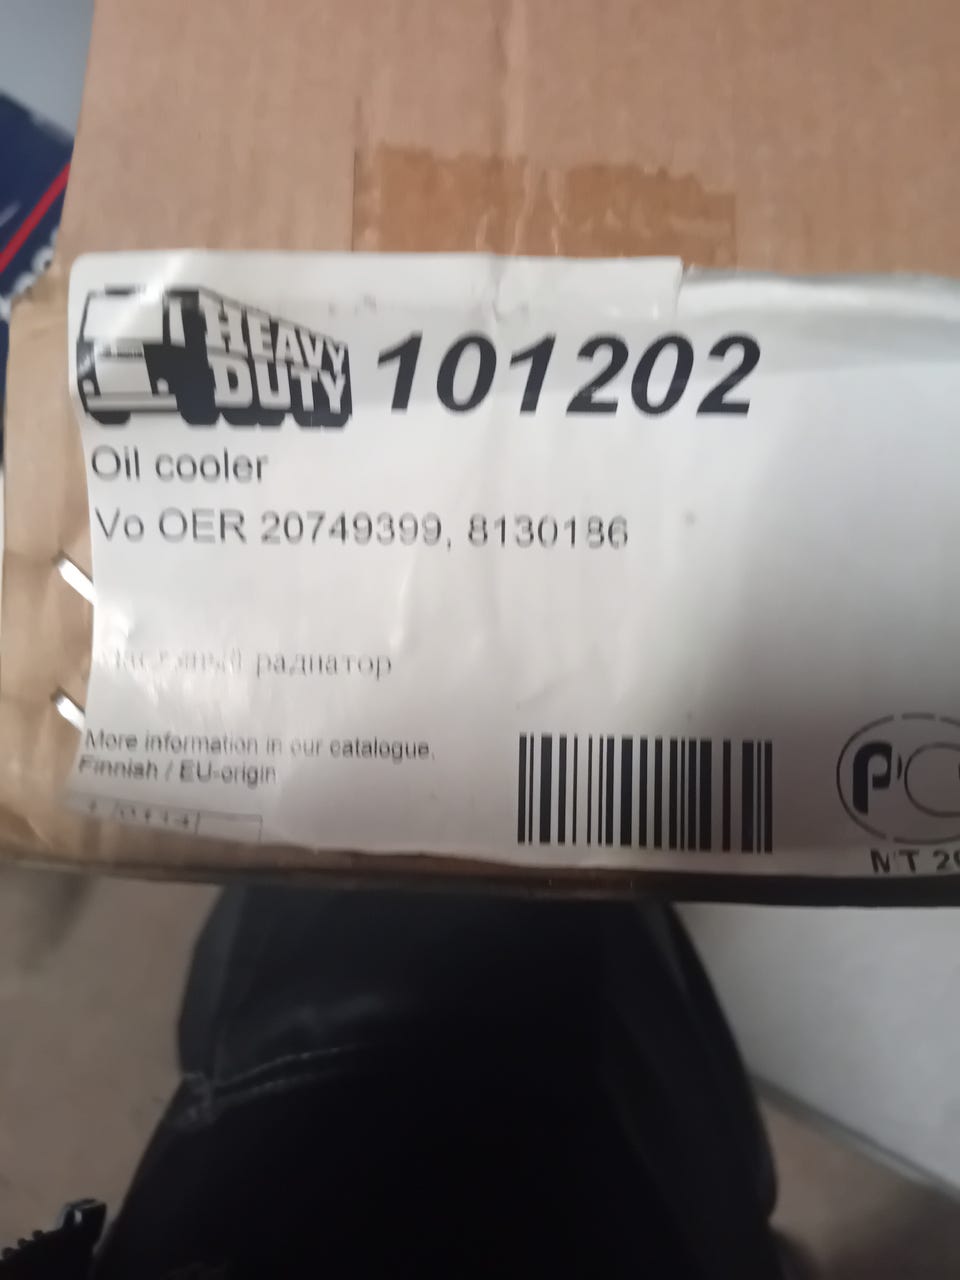 HEAVY DUTY 101202
Oil cooler
Vo OER 20749399, 8130186
радиатор
More information in our catalogue.
Finnish / EU-origin